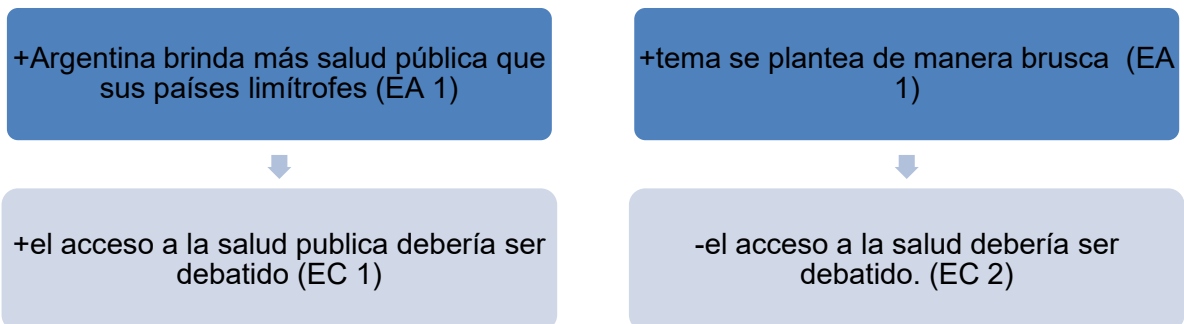 +Argentina brinda más salud pública que
sus países limítrofes (EA 1)
+el acceso a la salud publica debería ser
debatido (EC 1)
+tema se plantea de manera brusca  (EA
1)
-el acceso a la salud debería ser
debatido. (EC 2)